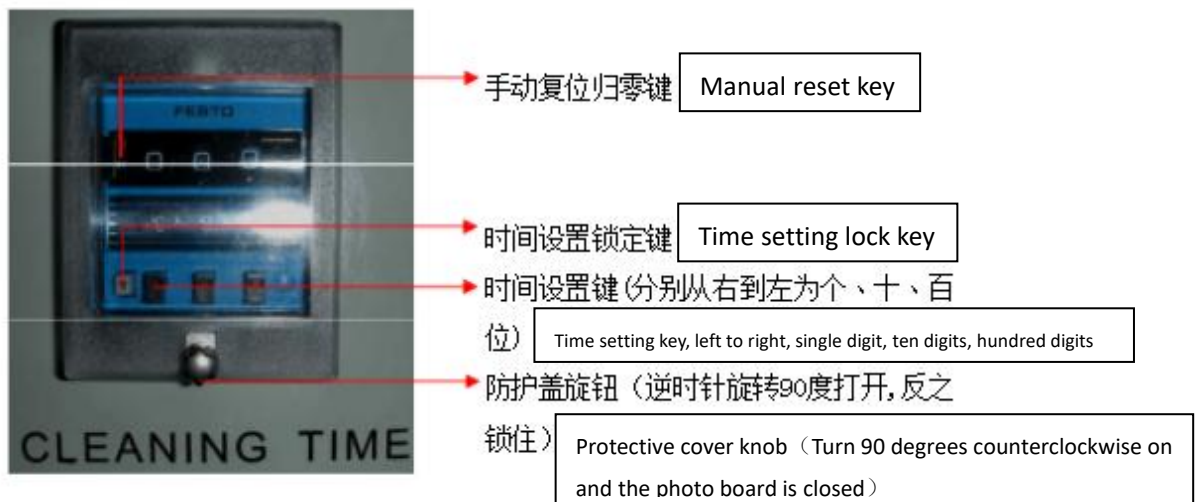 FESTO
手动复位归零键
Manual reset key
时间设置锁定键
Time setting lock key
时间设置键(分别从右到左为个、十、百
位)
Time setting key, left to right, single digit, ten digits, hundred digits
防护盖旋钮（逆时针旋转90度打开,反之
锁住）
Protective cover knob（Turn 90 degrees counterclockwise on
and the photo board is closed）
CLEANING TIME